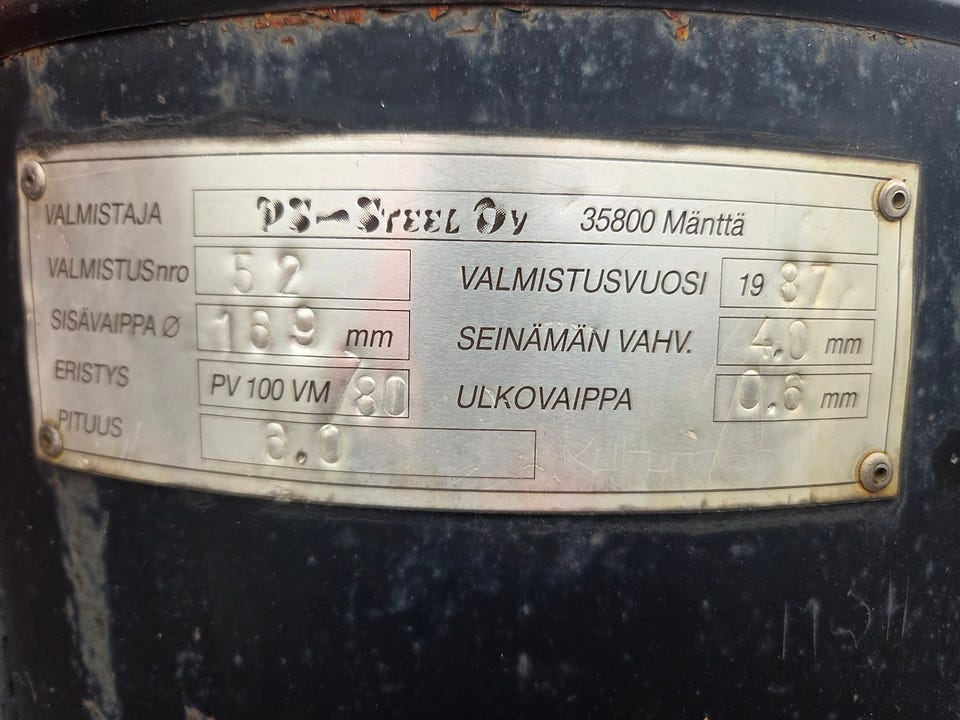 VALMISTAJA PS-STEEL OY 35800 Mänttä
VALMISTUSnro 52 VALMISTUSVUOSI 1987
SISÄVAIPPA Ø 169 mm SEINÄMÄN VAHV. 4.0 mm
ERISTYS PV 100 VM/80 ULKOVAIPPA 0.6 mm
PITUUS 6.0